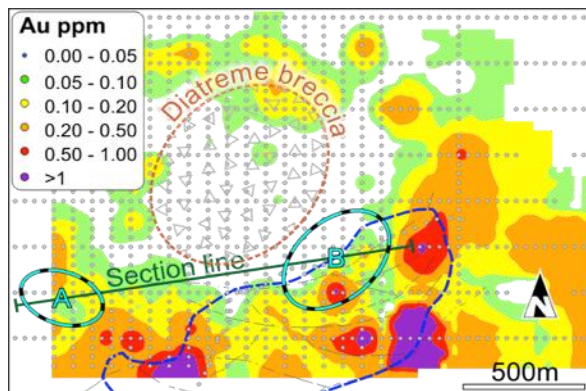 Au ppm
0.00 - 0.05
0.05 - 0.10
0.10 - 0.20
0.20 - 0.50
0.50 - 1.00
>1
Diatreme breccia
Section line
A
B
N
500m